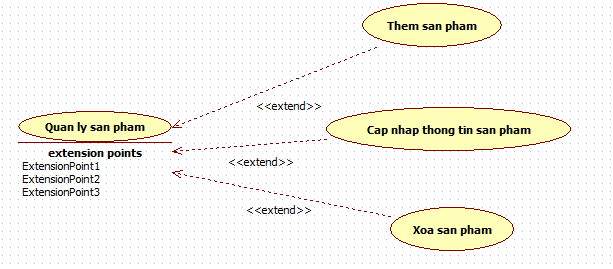 Them san pham
<<extend>>
Quan ly san pham
Cap nhap thong tin san pham
extension points
<<extend>>
ExtensionPoint1
ExtensionPoint2
ExtensionPoint3
<<extend>>
Xoa san pham